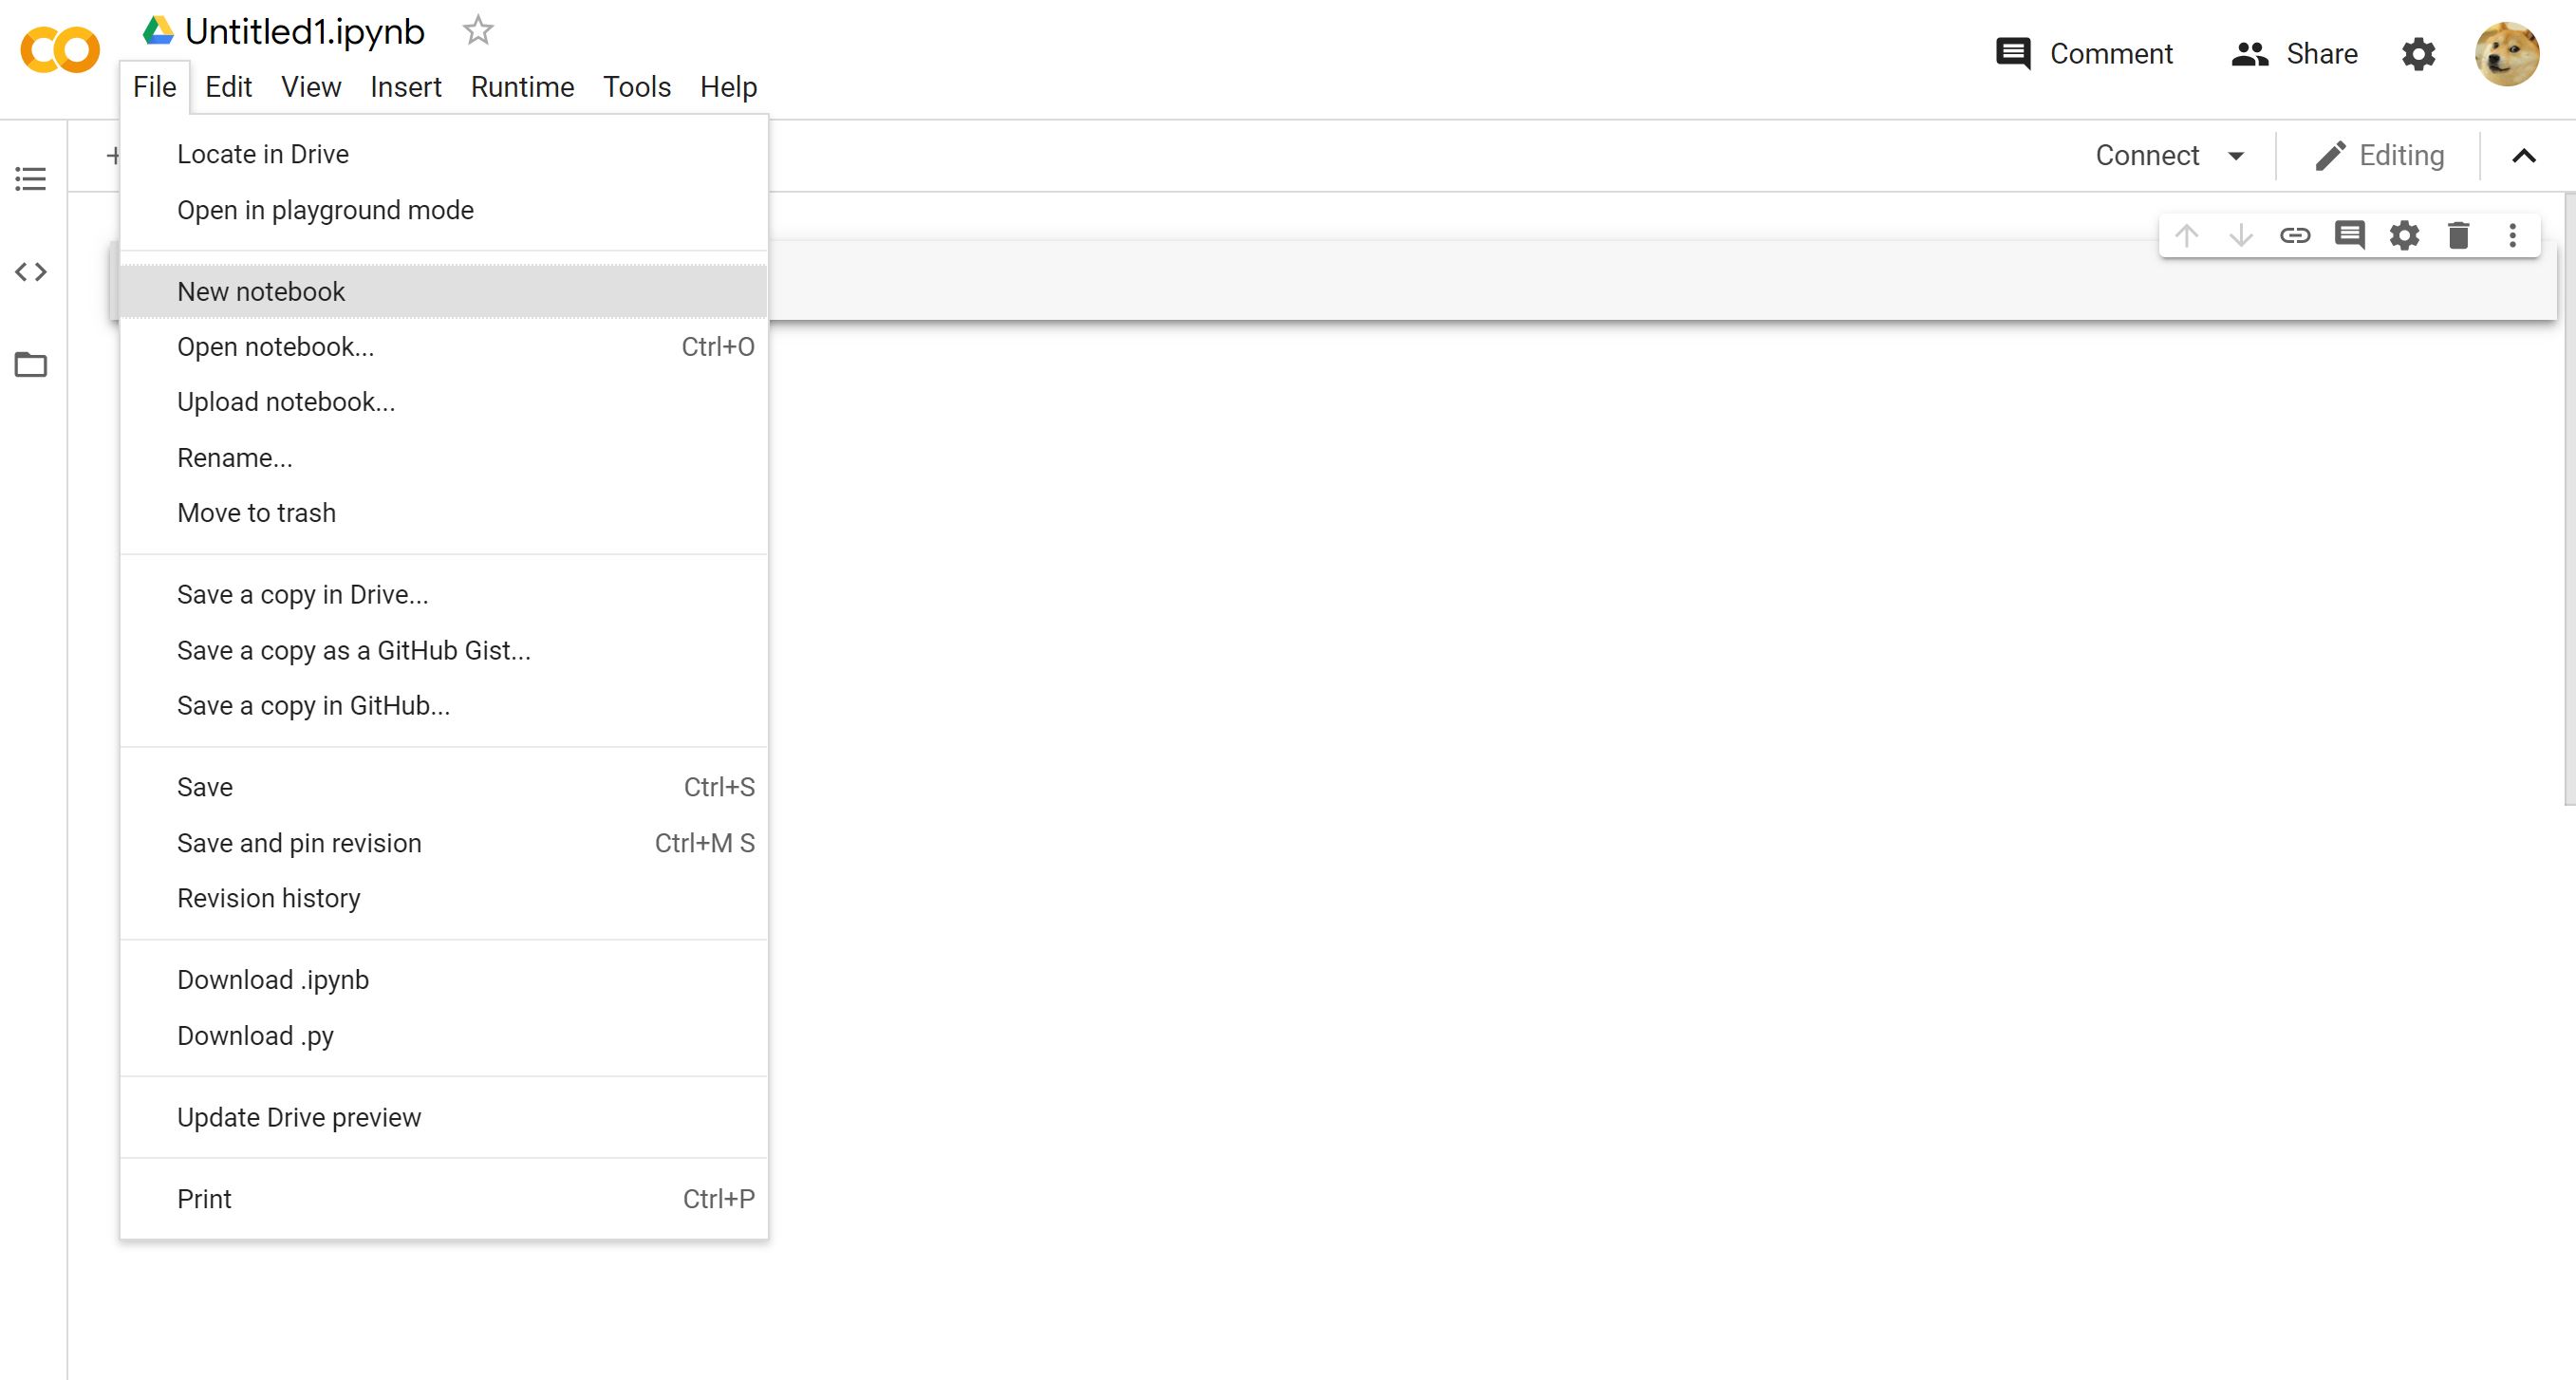 Untitled1.ipynb
File Edit View Insert Runtime Tools Help
Comment Share
Connect Editing
Locate in Drive
Open in playground mode
New notebook
Open notebook... Ctrl+O
Upload notebook...
Rename...
Move to trash
Save a copy in Drive...
Save a copy as a GitHub Gist...
Save a copy in GitHub...
Save Ctrl+S
Save and pin revision Ctrl+M S
Revision history
Download .ipynb
Download .py
Update Drive preview
Print Ctrl+P